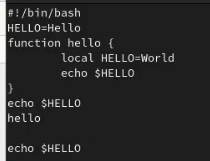 #!/bin/bash
HELLO=Hello
function hello {
        local HELLO=World
        echo $HELLO
}
echo $HELLO
hello

echo $HELLO